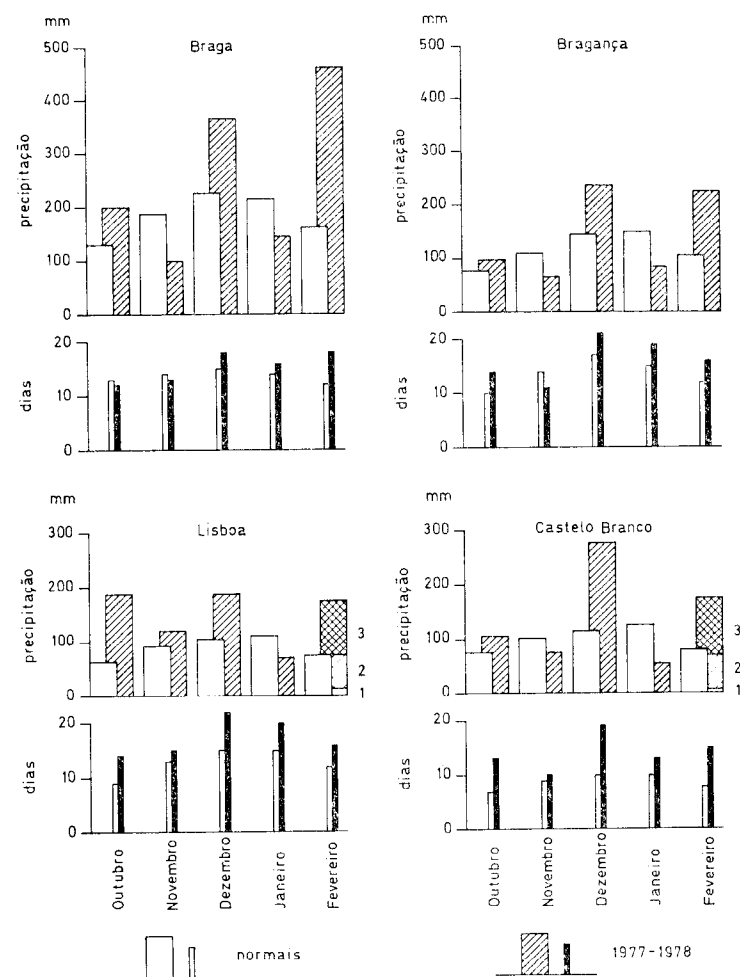 mm
Braga
500
400
300
200
100
0
precipitação
20
10
0
dias
mm
Bragança
500
400
300
200
100
0
precipitação
20
10
0
dias
mm
Lisboa
300
200
100
0
precipitação
3
2
1
20
10
0
dias
Outubro
Novembro
Dezembro
Janeiro
Fevereiro
mm
Castelo Branco
300
200
100
0
precipitação
3
2
1
20
10
0
dias
Outubro
Novembro
Dezembro
Janeiro
Fevereiro
normais
1977-1978